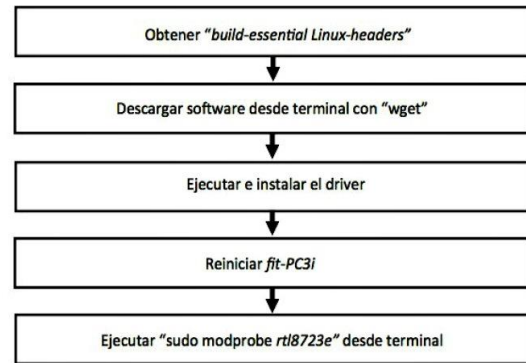 Obtener “build-essential Linux-headers”
Descargar software desde terminal con “wget”
Ejecutar e instalar el driver
Reiniciar fit-PC3i
Ejecutar “sudo modprobe rtl8723e” desde terminal